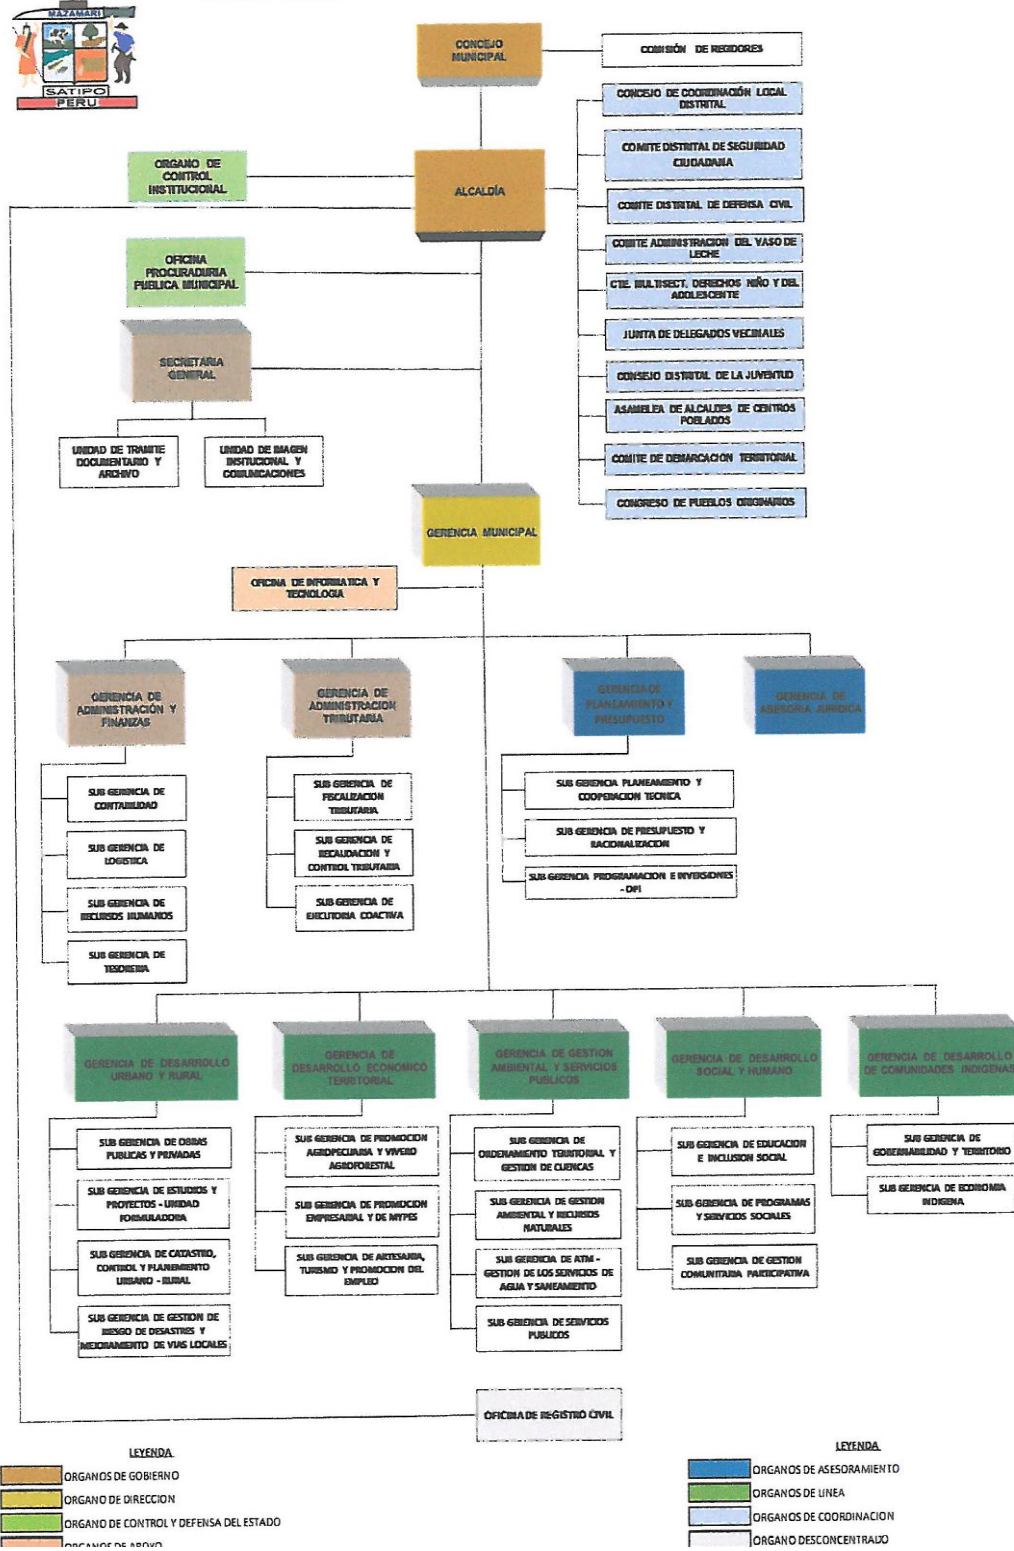 MAZAMARI
SATIPO
PERU
CONCEJO
MUNICIPAL
COMISIÓN DE REGIDORES
CONCEJO DE COORDINACIÓN LOCAL
DISTRITAL
COMITE DISTRITAL DE SEGURIDAD
CIUDADANA
COMITE DISTRITAL DE DEFENSA CIVIL
COMITE ADMINISTRACION DEL VASO DE
LECHE
CTE. MULTISECT. DERECHOS NIÑO Y DEL
ADOLESCENTE
JUNTA DE DELEGADOS VECINALES
CONSEJO DISTRITAL DE LA JUVENTUD
ASAMBLEA DE ALCALDES DE CENTROS
POBLADOS
COMITE DE DEMARCACION TERRITORIAL
CONGRESO DE PUEBLOS ORIGINARIOS
ORGANO DE
CONTROL
INSTITUCIONAL
ALCALDÍA
OFICINA
PROCURADURIA
PUBLICA MUNICIPAL
SECRETARIA
GENERAL
UNIDAD DE TRAMITE
DOCUMENTARIO Y
ARCHIVO
UNIDAD DE IMAGEN
INSITUCIONAL Y
COMUNICACIONES
GERENCIA MUNICIPAL
OFICINA DE INFORMATICA Y
TECNOLOGIA
GERENCIA DE
ADMINISTRACIÓN Y
FINANZAS
GERENCIA DE
ADMINISTRACION
TRIBUTARIA
GERENCIA DE
PLANEAMIENTO Y
PRESUPUESTO
GERENCIA DE
ASESORIA JURIDICA
SUB GERENCIA DE
CONTABILIDAD
SUB GERENCIA DE
LOGISTICA
SUB GERENCIA DE
RECURSOS HUMANOS
SUB GERENCIA DE
TESORERIA
SUB GERENCIA DE
FISCALIZACION
TRIBUTARIA
SUB GERENCIA DE
RECAUDACION Y
CONTROL TRIBUTARIA
SUB GERENCIA DE
EJECUTORIA COACTIVA
SUB GERENCIA PLANEAMIENTO Y
COOPERACION TECNICA
SUB GERENCIA DE PRESUPUESTO Y
RACIONALIZACION
SUB GERENCIA PROGRAMACION E INVERSIONES
- OPI
GERENCIA DE DESARROLLO
URBANO Y RURAL
GERENCIA DE
DESARROLLO ECONOMICO
TERRITORIAL
GERENCIA DE GESTION
AMBIENTAL Y SERVICIOS
PUBLICOS
GERENCIA DE DESARROLLO
SOCIAL Y HUMANO
GERENCIA DE DESARROLLO
DE COMUNIDADES INDIGENAS
SUB GERENCIA DE OBRAS
PUBLICAS Y PRIVADAS
SUB GERENCIA DE ESTUDIOS Y
PROYECTOS - UNIDAD
FORMULADORA
SUB GERENCIA DE CATASTRO,
CONTROL Y PLANEMIENTO
URBANO - RURAL
SUB GERENCIA DE GESTION DE
RIESGO DE DESASTRES Y
MEJORAMIENTO DE VIAS LOCALES
SUB GERENCIA DE PROMOCION
AGROPECUARIA Y VIVERO
AGROFORESTAL
SUB GERENCIA DE PROMOCION
EMPRESARIAL Y DE MYPES
SUB GERENCIA DE ARTESANIA,
TURISMO Y PROMOCION DEL
EMPLEO
SUB GERENCIA DE
ORDENAMIENTO TERRITORIAL Y
GESTION DE CUENCAS
SUB GERENCIA DE GESTION
AMBIENTAL Y RECURSOS
NATURALES
SUB GERENCIA DE ATM -
GESTION DE LOS SERVICIOS DE
AGUA Y SANEAMIENTO
SUB GERENCIA DE SERVICIOS
PUBLICOS
SUB GERENCIA DE EDUCACION
E INCLUSION SOCIAL
SUB GERENCIA DE PROGRAMAS
Y SERVICIOS SOCIALES
SUB GERENCIA DE GESTION
COMUNITARIA PARTICIPATIVA
SUB GERENCIA DE
GOBERNABILIDAD Y TERRITORIO
SUB GERENCIA DE ECONOMIA
INDIGENA
OFICINA DE REGISTRO CIVIL
LEYENDA
ORGANOS DE GOBIERNO
ORGANO DE DIRECCION
ORGANO DE CONTROL Y DEFENSA DEL ESTADO
ORGANOS DE APOYO
LEYENDA
ORGANOS DE ASESORAMIENTO
ORGANOS DE LINEA
ORGANOS DE COORDINACION
ORGANO DESCONCENTRADO